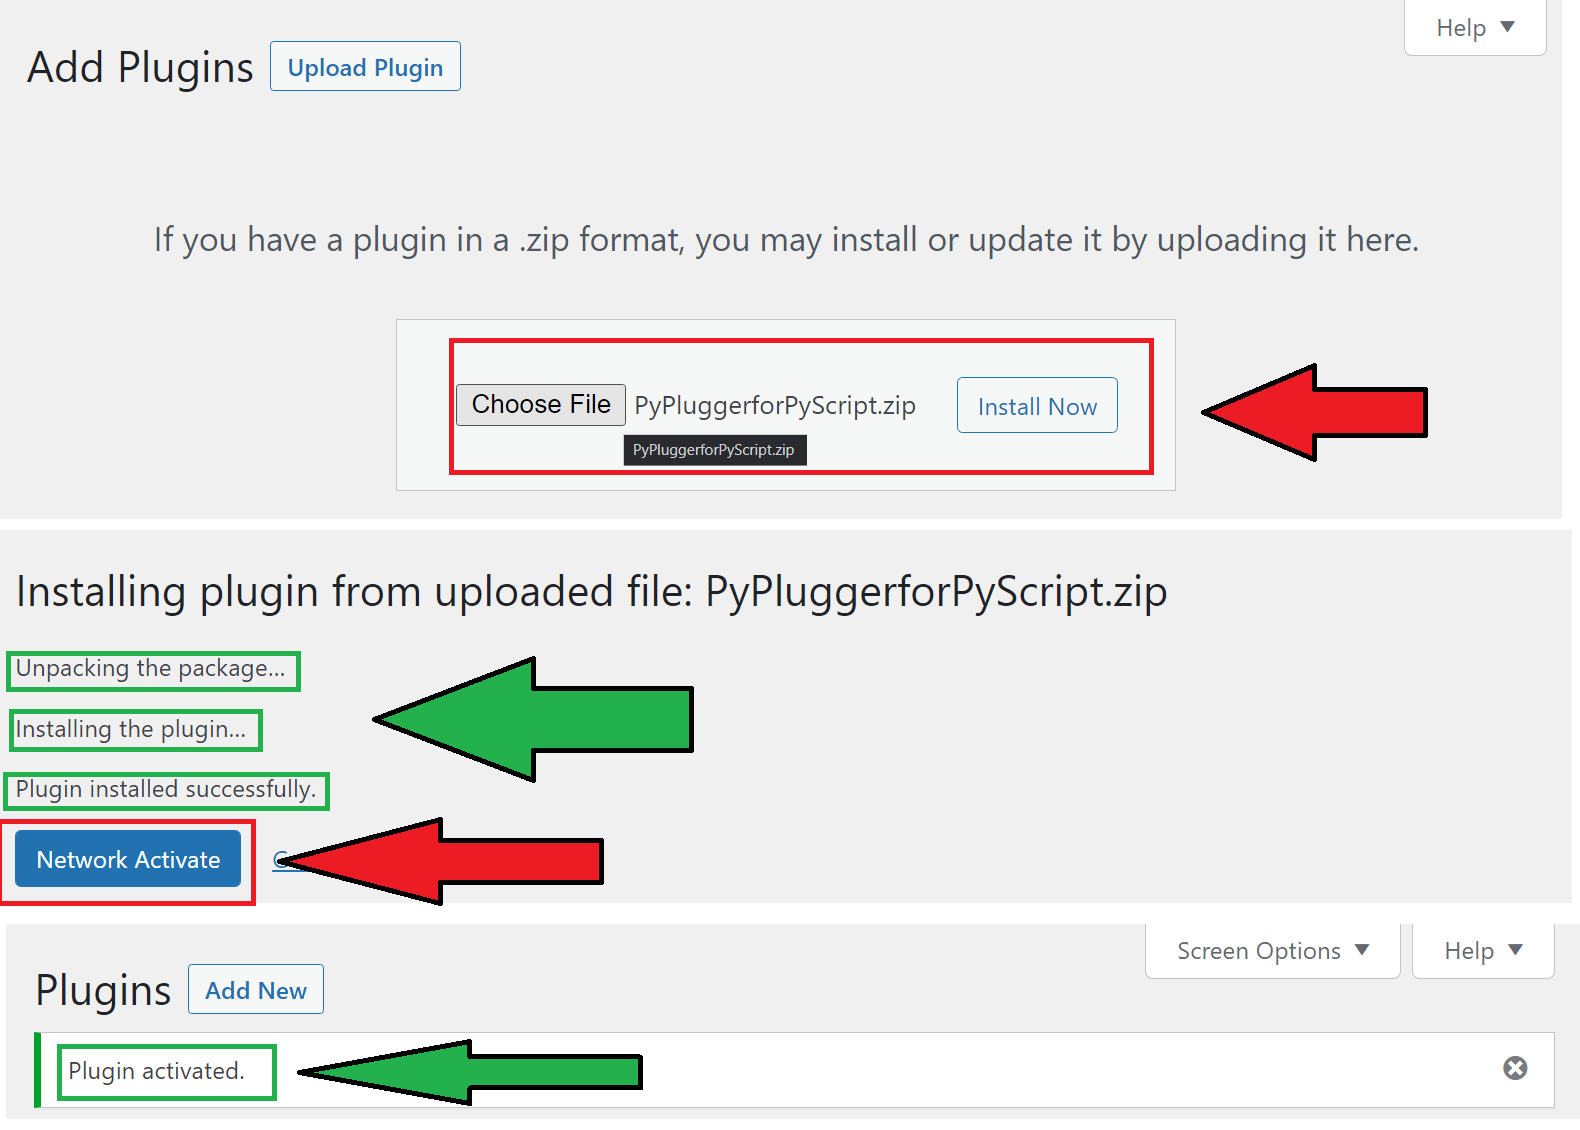 Help
Add Plugins
Upload Plugin
If you have a plugin in a .zip format, you may install or update it by uploading it here.
Choose File PyPluggerforPyScript.zip Install Now
PyPluggerforPyScript.zip
Installing plugin from uploaded file: PyPluggerforPyScript.zip
Unpacking the package...
Installing the plugin...
Plugin installed successfully.
Network Activate
Screen Options
Help
Plugins
Add New
Plugin activated.